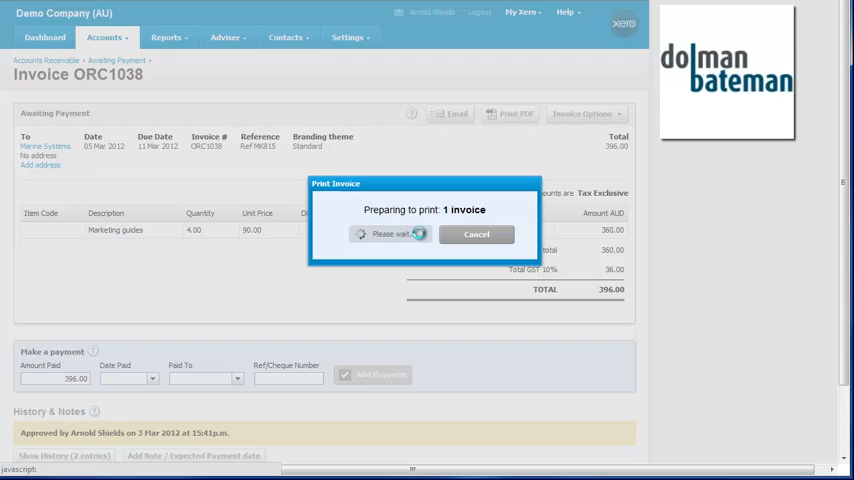 Demo Company (AU)
Arnold Shields Logout My Xero Help
xero
Dashboard Accounts Reports Adviser Contacts Settings
dolman
bateman
Accounts Receivable › Awaiting Payment ›
Invoice ORC1038
Awaiting Payment
? Email Print PDF Invoice Options
To Date Due Date Invoice # Reference Branding theme Total
Marine Systems 05 Mar 2012 11 Mar 2012 ORC1038 Ref MK815 Standard 396.00
No address
Add address
Print Invoice
Preparing to print: 1 invoice
Please wait.
Cancel
are Tax Exclusive
Item Code Description Quantity Unit Price Amount AUD
Marketing guides 4.00 90.00 360.00
360.00
Total GST 10% 36.00
TOTAL 396.00
Make a payment ?
Amount Paid Date Paid Paid To Ref/Cheque Number
396.00
Add Payment
History & Notes ?
Approved by Arnold Shields on 3 Mar 2012 at 15:41p.m.
Show History (2 entries) Add Note / Expected Payment date
javascript: